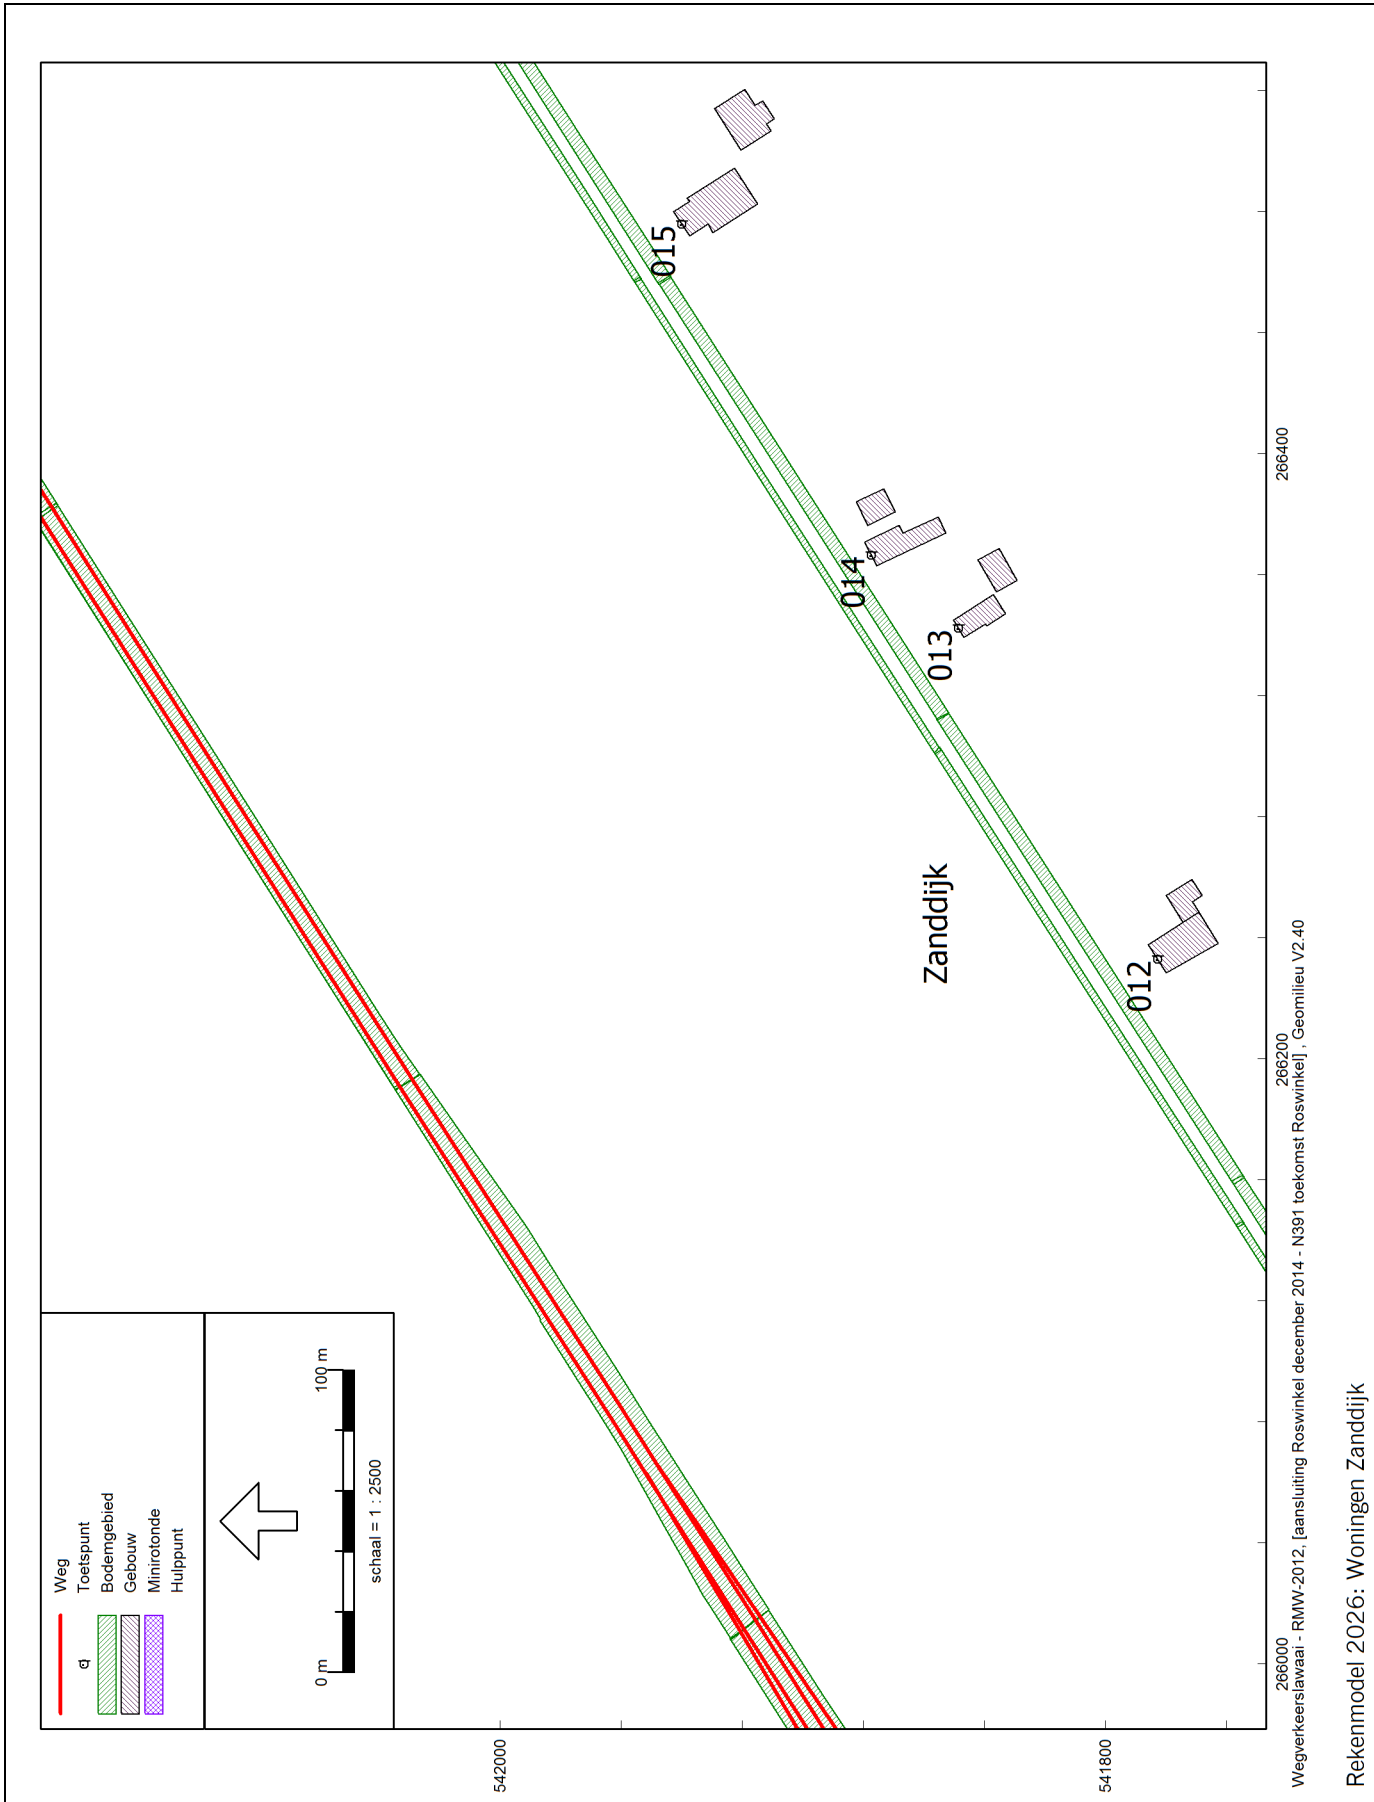 Weg
Toetspunt
Bodemgebied
Gebouw
Minirotonde
Hulppunt
0 m
100 m
schaal = 1 : 2500
015
014
013
Zanddijk
012
542000
541800
266000
266200
266400
Wegverkeerslawaai - RMW-2012, [aansluiting Roswinkel december 2014 - N391 toekomst Roswinkel] , Geomilieu V2.40
Rekenmodel 2026: Woningen Zanddijk